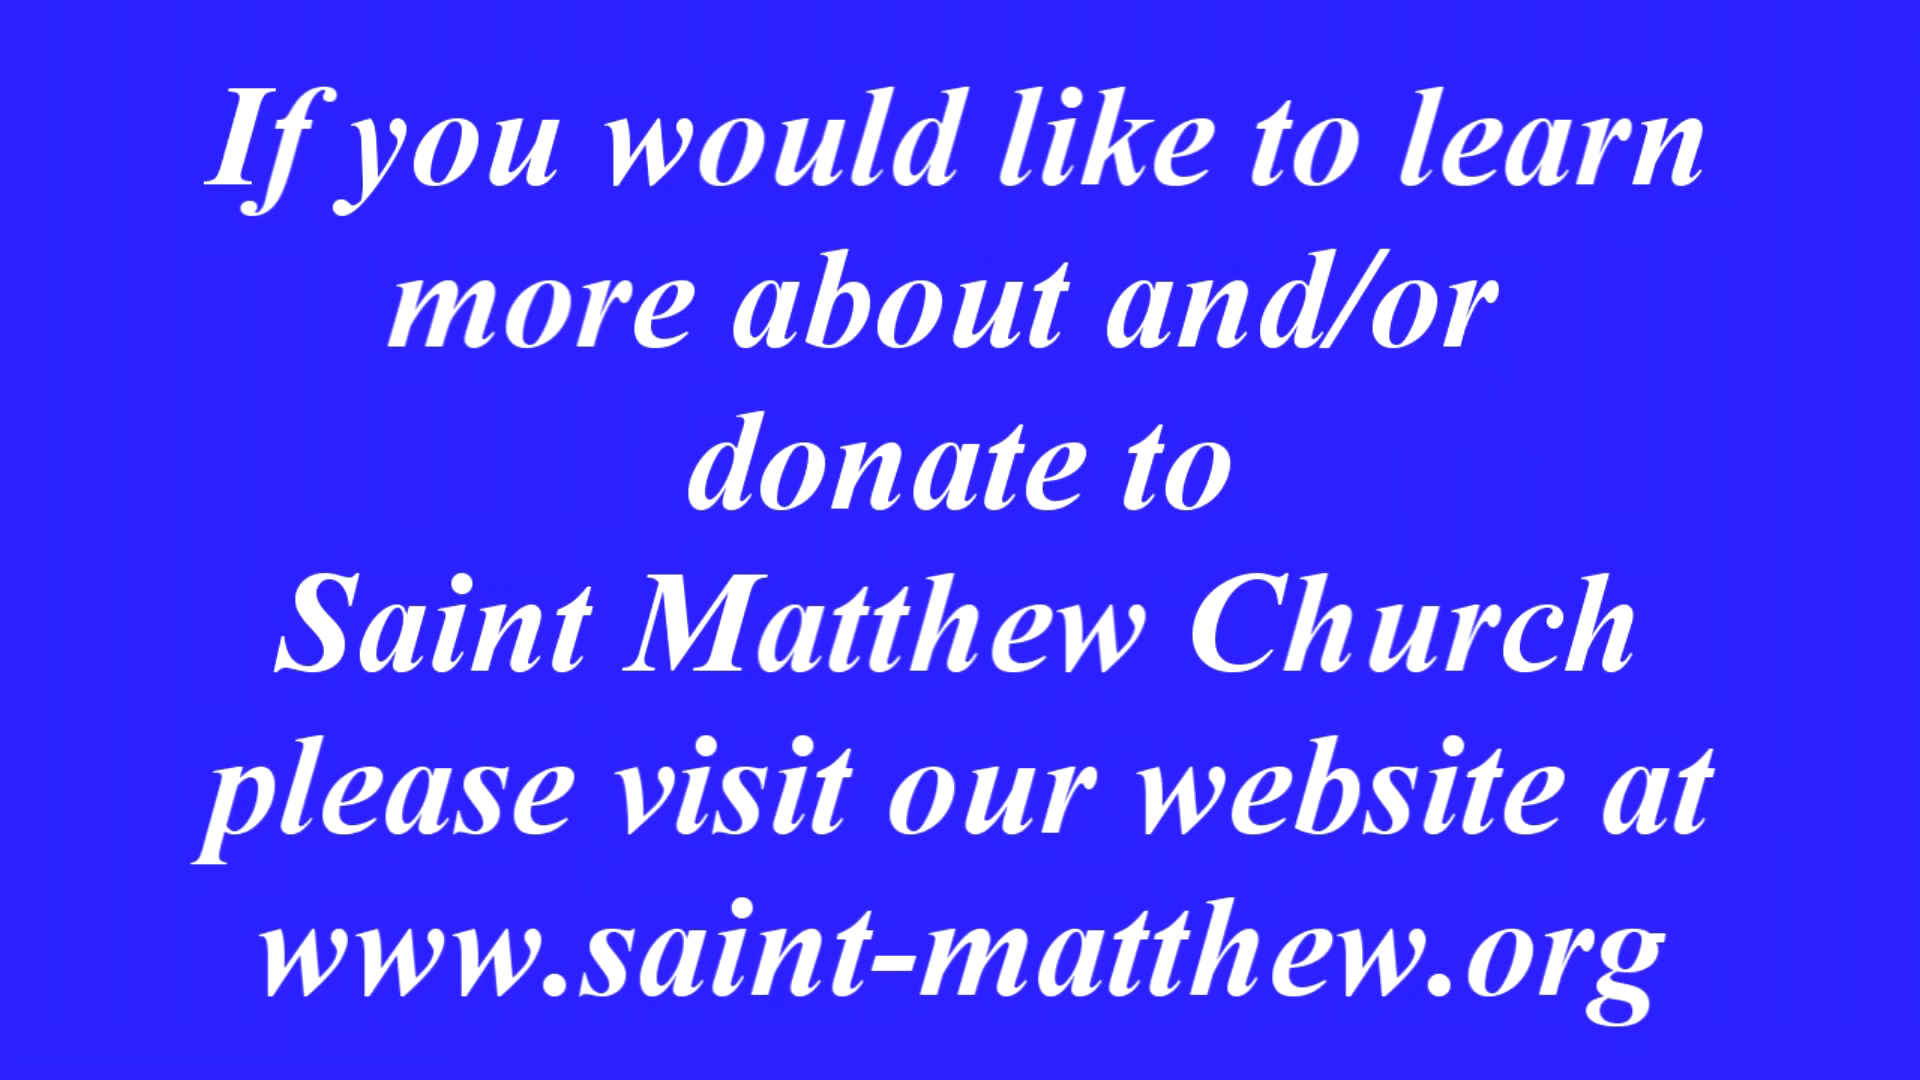 If you would like to learn
more about and/or
donate to
Saint Matthew Church
please visit our website at
www.saint-matthew.org